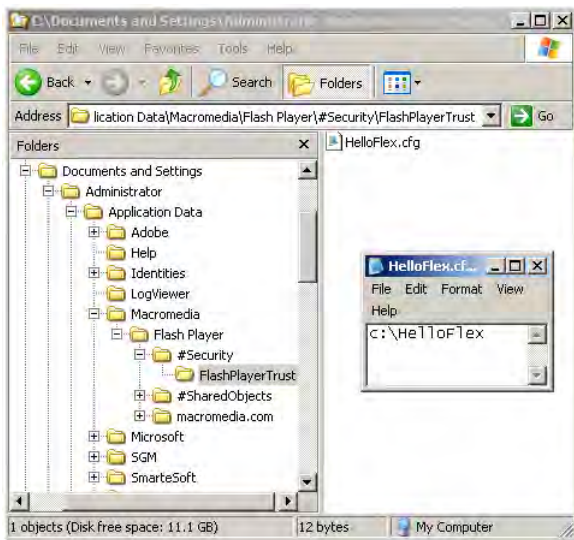 C:\Documents and Settings\Administrator
File Edit View Favorites Tools Help
Back Search Folders
Address lication Data\Macromedia\Flash Player\#Security\FlashPlayerTrust Go
Folders
HelloFlex.cfg
Documents and Settings
Administrator
Application Data
Adobe
Help
Identities
LogViewer
Macromedia
Flash Player
#Security
FlashPlayerTrust
#SharedObjects
macromedia.com
Microsoft
SGM
SmarteSoft
HelloFlex.cf...
File Edit Format View
Help
c:\HelloFlex
1 objects (Disk free space: 11.1 GB) 12 bytes My Computer